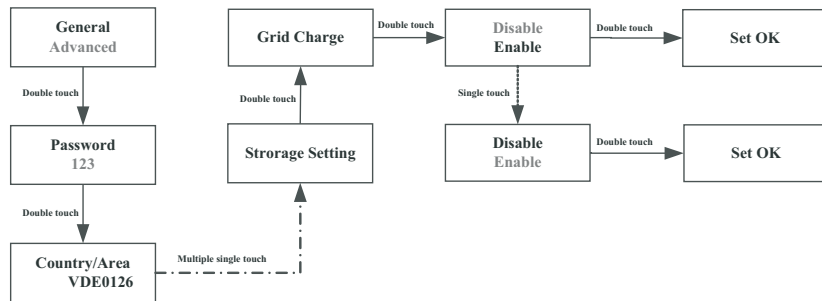 General
Advanced
Double touch
Password
123
Double touch
Country/Area
VDE0126
Multiple single touch
Strorage Setting
Double touch
Grid Charge
Double touch
Disable
Enable
Double touch
Set OK
Single touch
Disable
Enable
Double touch
Set OK